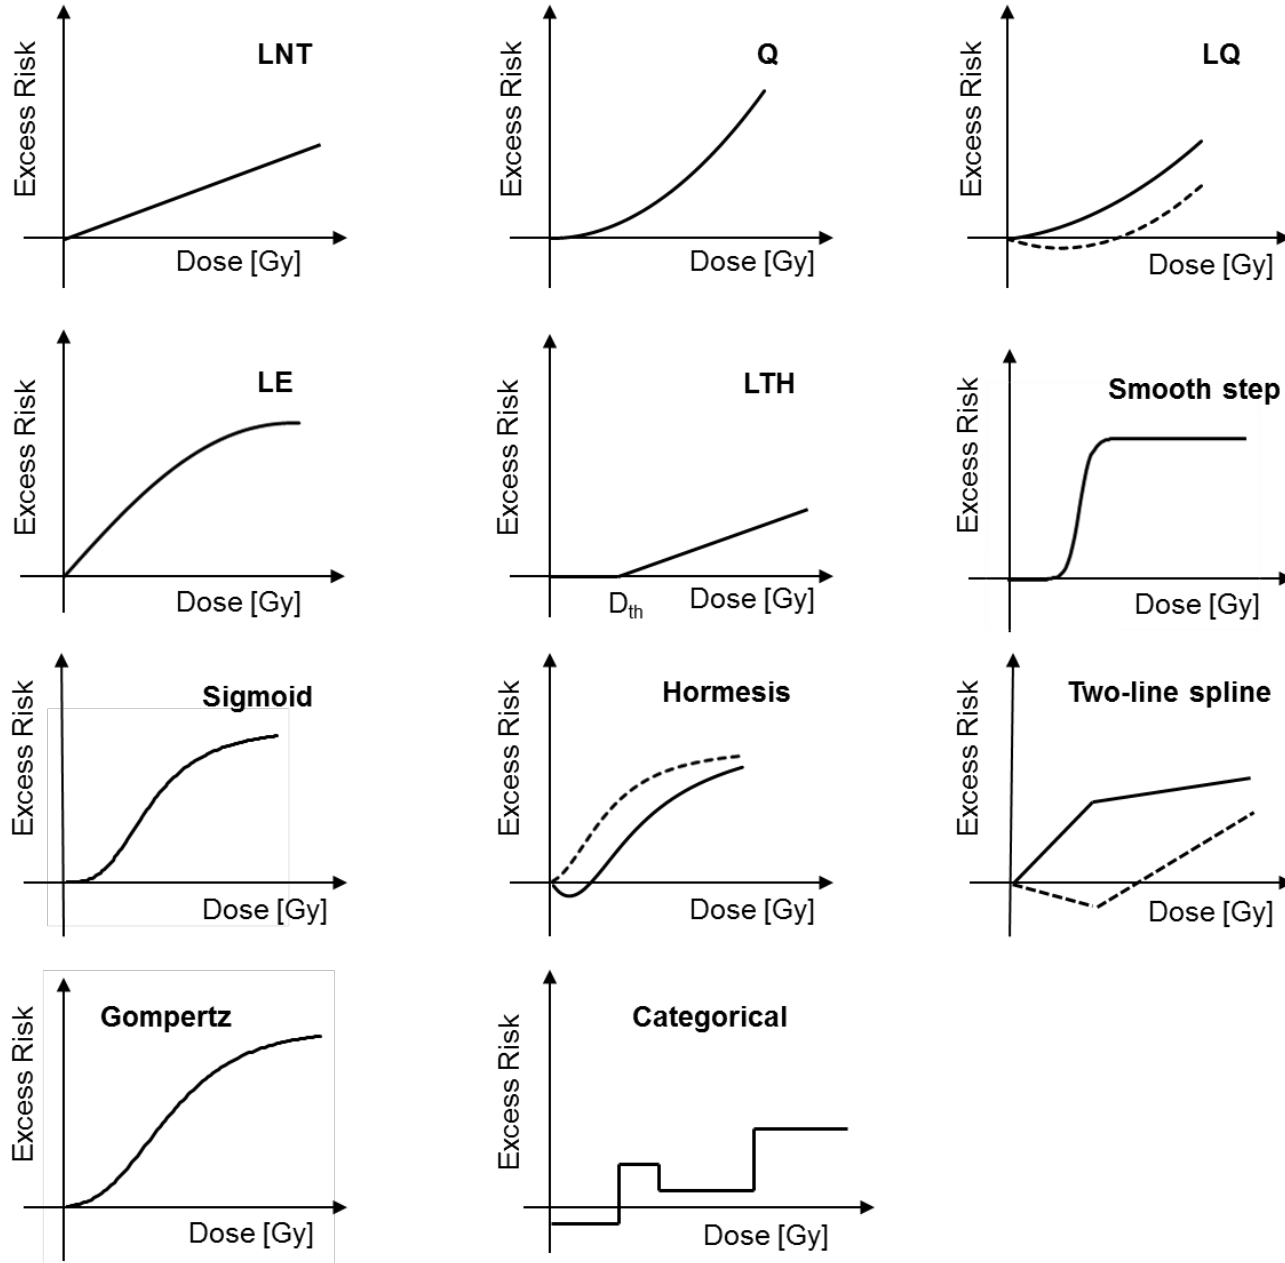 LNT
Excess Risk
Dose [Gy]
Q
Excess Risk
Dose [Gy]
LQ
Excess Risk
Dose [Gy]
LE
Excess Risk
Dose [Gy]
LTH
Excess Risk
Dth
Dose [Gy]
Smooth step
Excess Risk
Dose [Gy]
Sigmoid
Excess Risk
Dose [Gy]
Hormesis
Excess Risk
Dose [Gy]
Two-line spline
Excess Risk
Dose [Gy]
Gompertz
Excess Risk
Dose [Gy]
Categorical
Excess Risk
Dose [Gy]